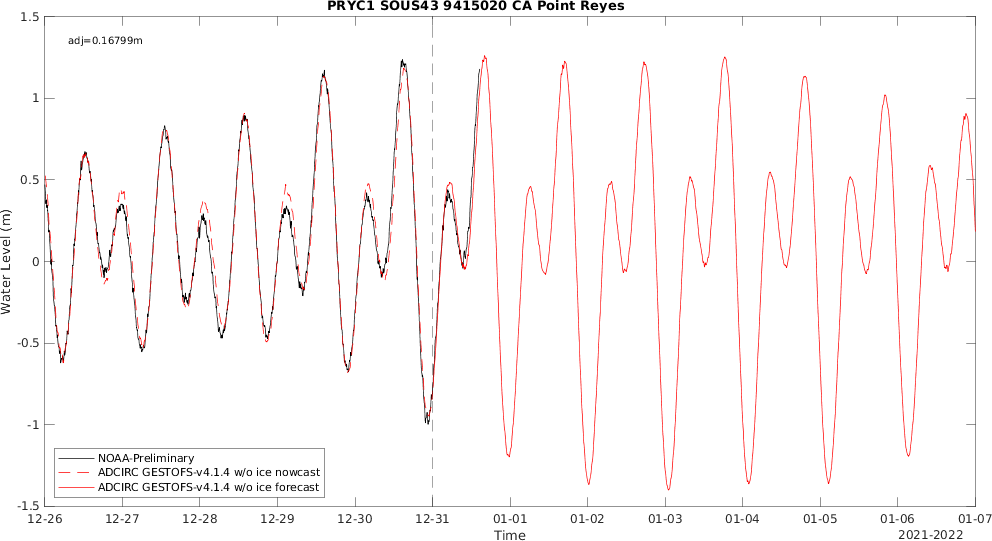 PRYC1 SOUS43 9415020 CA Point Reyes
adj=0.16799m
1.5
1
0.5
0
-0.5
-1
-1.5
Water Level (m)
NOAA-Preliminary
ADCIRC GESTOFS-v4.1.4 w/o ice nowcast
ADCIRC GESTOFS-v4.1.4 w/o ice forecast
12-26 12-27 12-28 12-29 12-30 12-31 01-01 01-02 01-03 01-04 01-05 01-06 01-07
Time
2021-2022